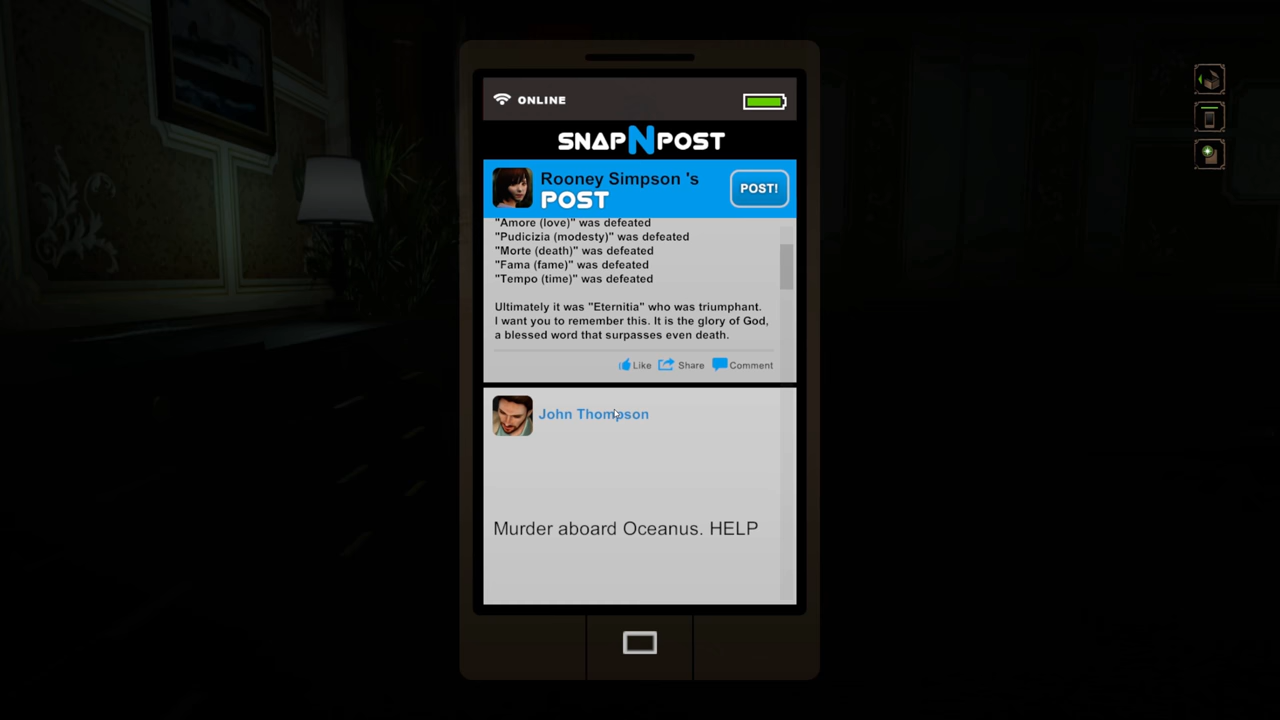 ONLINE
SNAPNPOST
Rooney Simpson 's
POST
POST!
"Amore (love)" was defeated
"Pudicizia (modesty)" was defeated
"Morte (death)" was defeated
"Fama (fame)" was defeated
"Tempo (time)" was defeated
Ultimately it was "Eternitia" who was triumphant.
I want you to remember this. It is the glory of God,
a blessed word that surpasses even death.
Like Share Comment
John Thompson
Murder aboard Oceanus. HELP